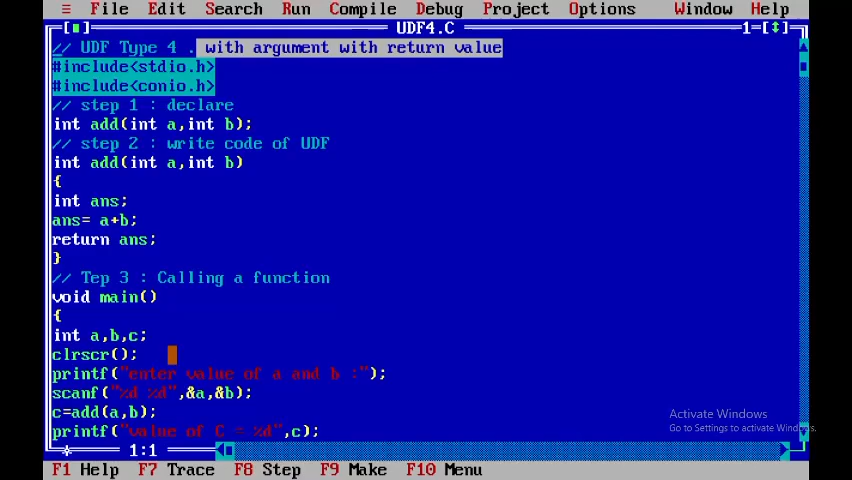 ≡ File Edit Search Run Compile Debug Project Options Window Help
[■] UDF4.C 1=[↕]
// UDF Type 4 . with argument with return value
#include<stdio.h>
#include<conio.h>
// step 1 : declare
int add(int a,int b);
// step 2 : write code of UDF
int add(int a,int b)
{
int ans;
ans= a+b;
return ans;
}
// Tep 3 : Calling a function
void main()
{
int a,b,c;
clrscr();
printf("enter value of a and b :");
scanf("%d %d",&a,&b);
c=add(a,b);
printf("value of C = %d",c);
Activate Windows
Go to Settings to activate Windows.
1:1
F1 Help F7 Trace F8 Step F9 Make F10 Menu